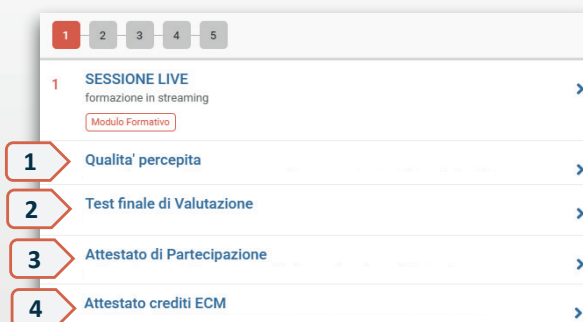 1 2 3 4 5
1 SESSIONE LIVE
formazione in streaming
Modulo Formativo
1 Qualita' percepita
2 Test finale di Valutazione
3 Attestato di Partecipazione
4 Attestato crediti ECM